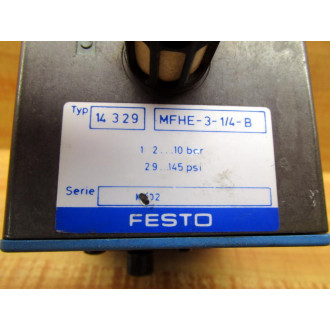 Typ 14 329 MFHE-3-1/4-B
1 2...10 bar
29...145 psi
Serie
FESTO